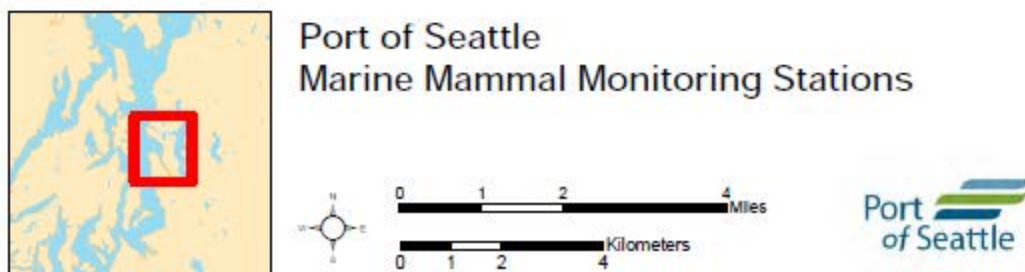 Port of Seattle
Marine Mammal Monitoring Stations
N
W E
S
0 1 2 4
Miles
Kilometers
0 1 2 4
Port
of Seattle